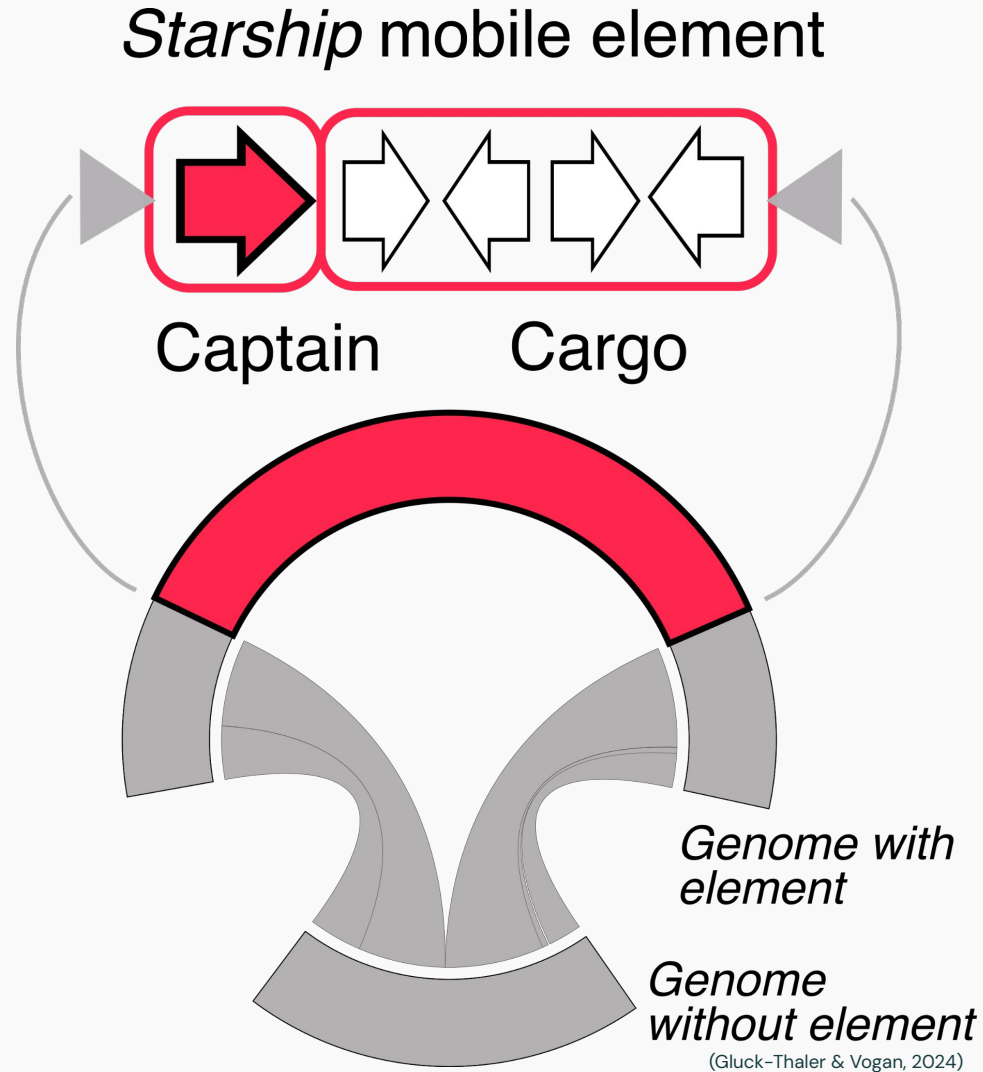 Starship mobile element
Captain
Cargo
Genome with
element
Genome
without element
(Gluck-Thaler & Vogan, 2024)